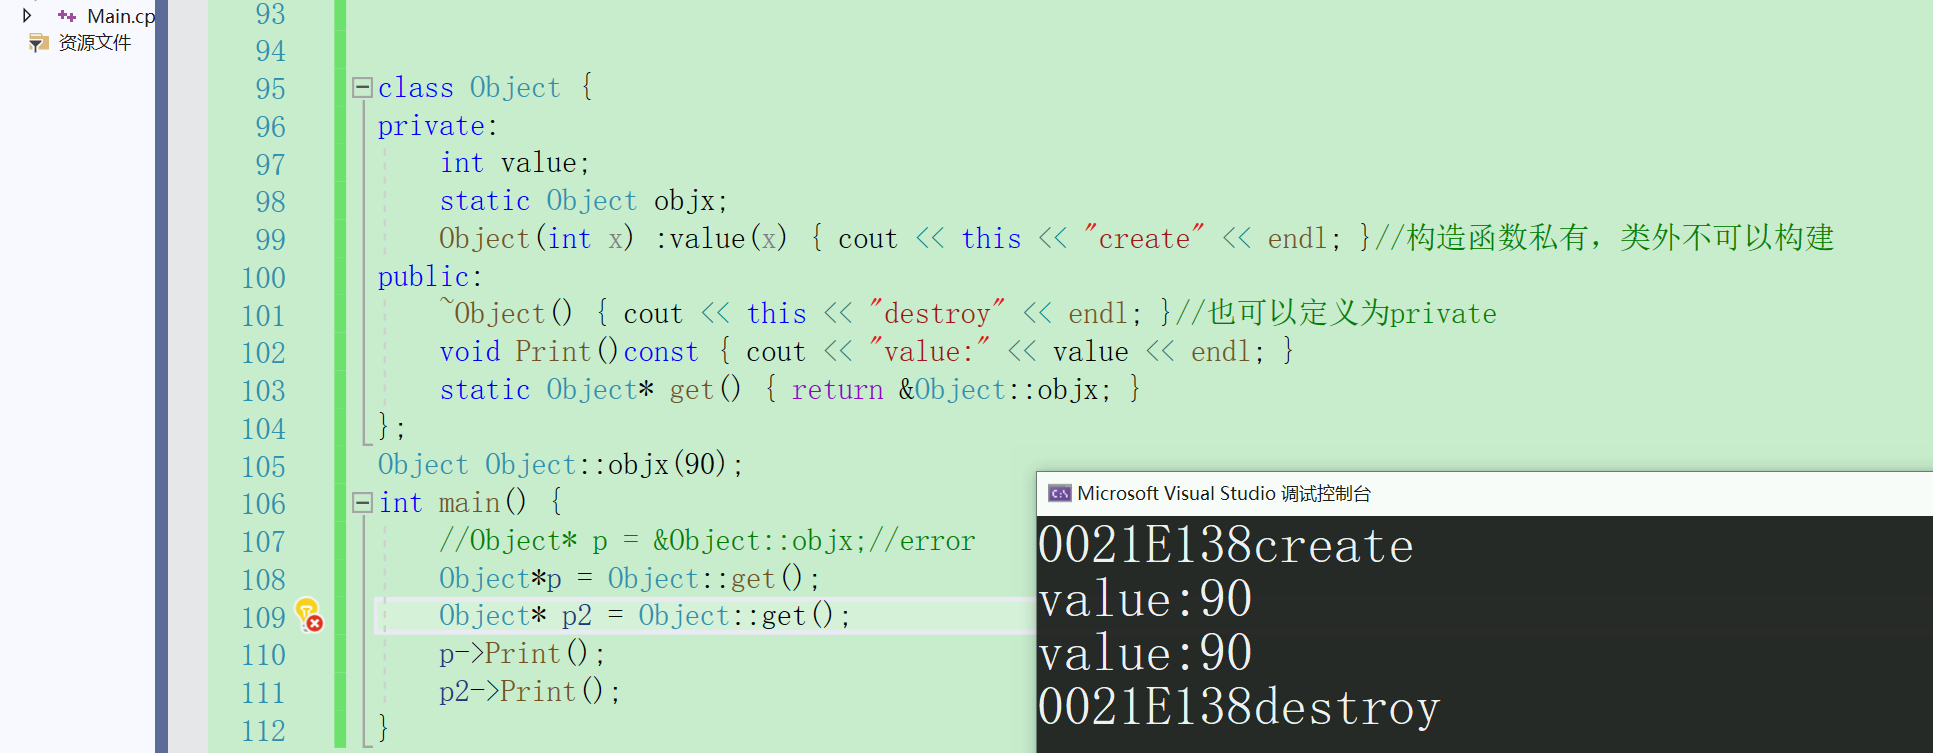 Main.cp
资源文件
93
94
95 class Object {
96 private:
97 int value;
98 static Object objx;
99 Object(int x) :value(x) { cout << this << "create" << endl; }//构造函数私有，类外不可以构建
100 public:
101 ~Object() { cout << this << "destroy" << endl; }//也可以定义为private
102 void Print()const { cout << "value:" << value << endl; }
103 static Object* get() { return &Object::objx; }
104 };
105 Object Object::objx(90);
106 int main() {
107 //Object* p = &Object::objx;//error
108 Object*p = Object::get();
109 Object* p2 = Object::get();
110 p->Print();
111 p2->Print();
112 }
Microsoft Visual Studio 调试控制台
0021E138create
value:90
value:90
0021E138destroy